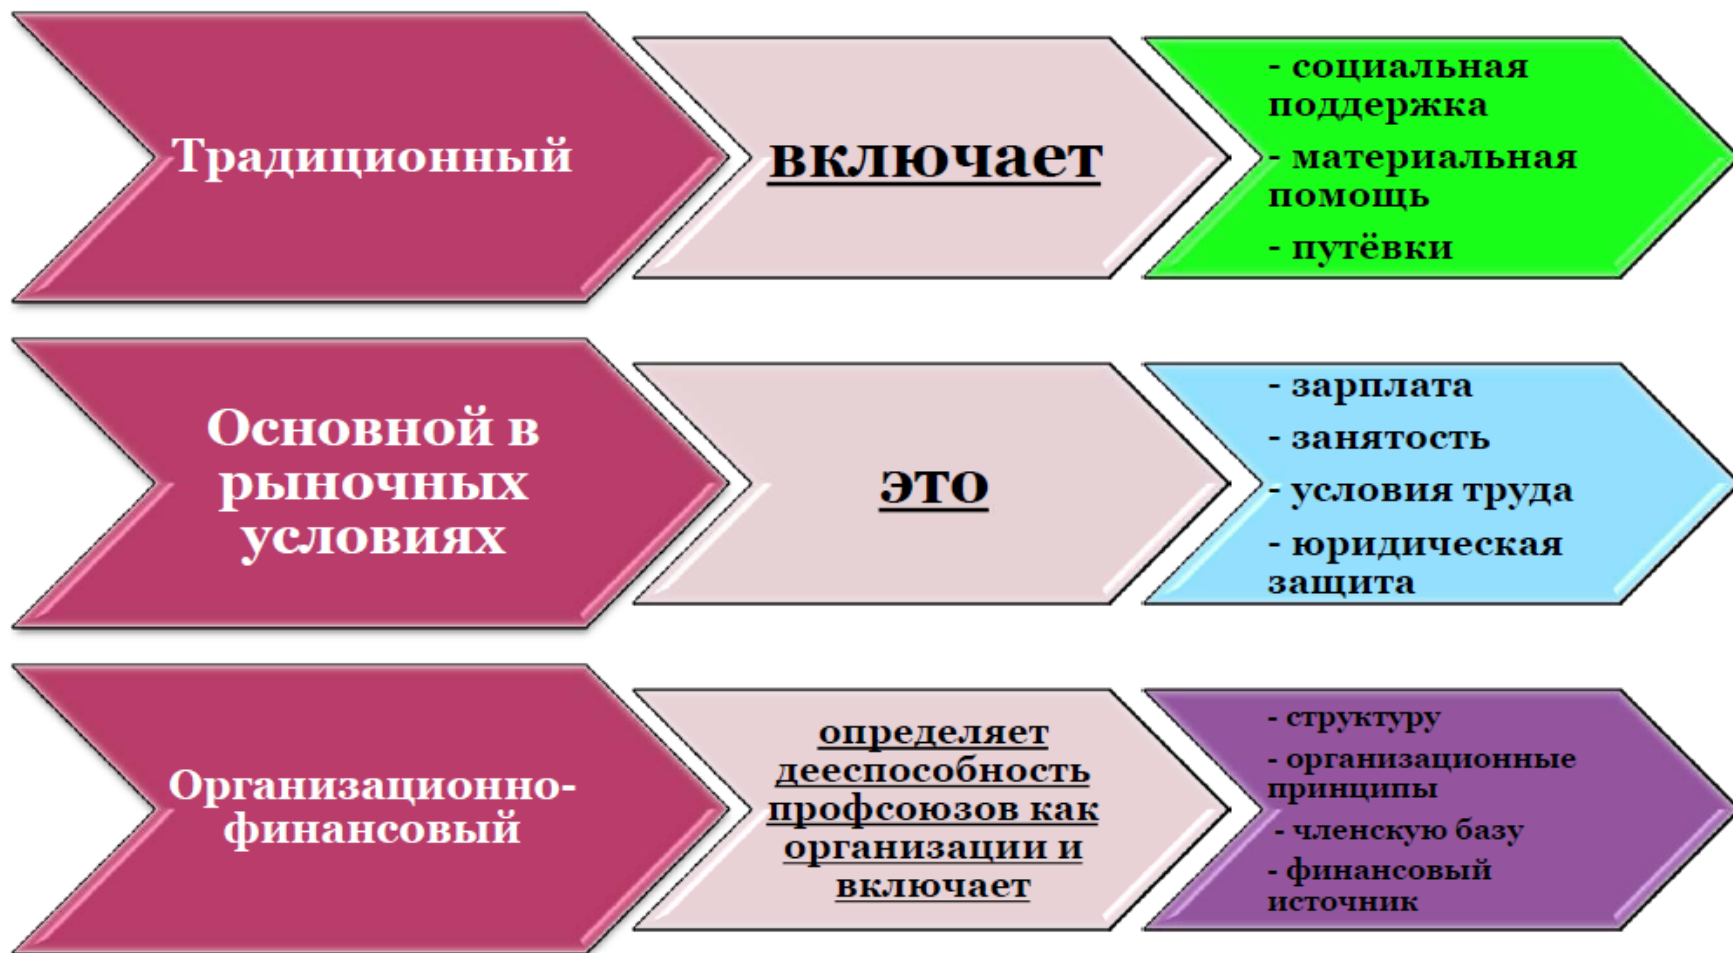 Традиционный
включает
- социальная
поддержка
- материальная
помощь
- путёвки
Основной в
рыночных
условиях
это
- зарплата
- занятость
- условия труда
- юридическая
защита
Организационно-
финансовый
определяет
дееспособность
профсоюзов как
организации и
включает
- структуру
- организационные
принципы
- членскую базу
- финансовый
источник